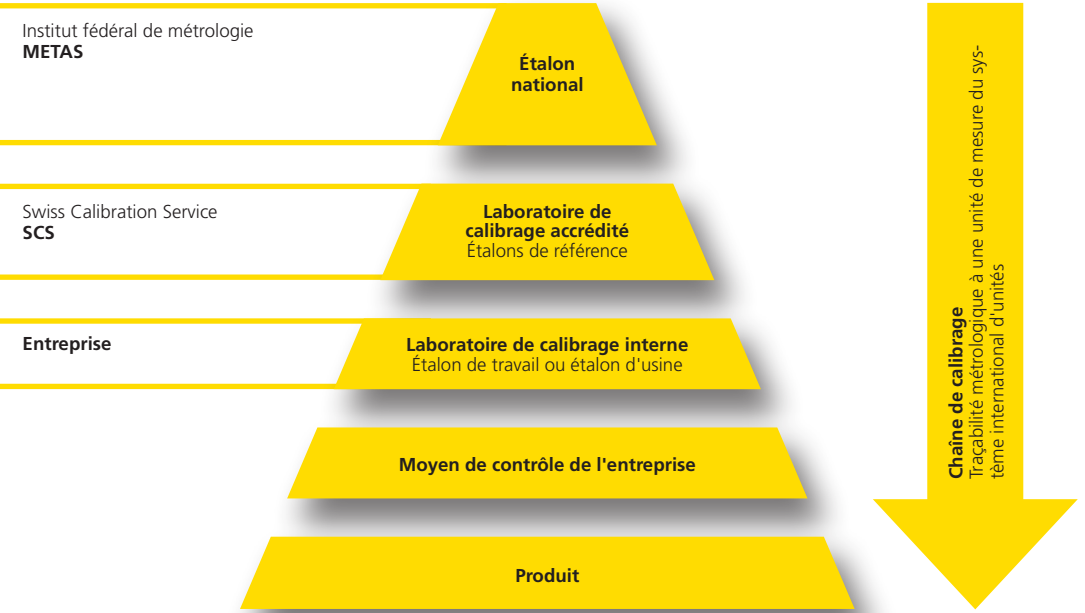 Institut fédéral de métrologie
METAS
Étalon
national
Swiss Calibration Service
SCS
Laboratoire de
calibrage accrédité
Étalons de référence
Entreprise
Laboratoire de calibrage interne
Étalon de travail ou étalon d'usine
Moyen de contrôle de l'entreprise
Produit
Chaîne de calibrage
Traçabilité métrologique à une unité de mesure du sys-
tème international d'unités